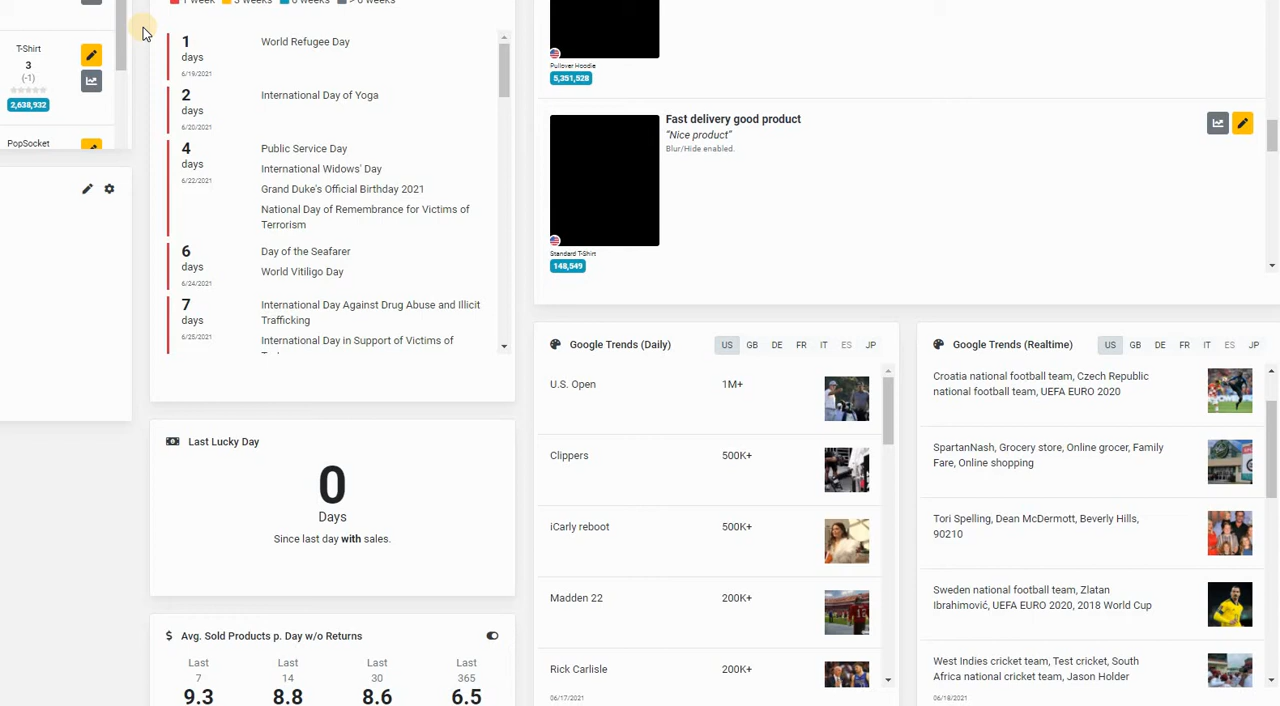 1 week
3 weeks
6 weeks
> 6 weeks
T-Shirt
3
(-1)
2,638,932
PopSocket
1
days
6/19/2021
World Refugee Day
2
days
6/20/2021
International Day of Yoga
4
days
6/22/2021
Public Service Day
International Widows' Day
Grand Duke's Official Birthday 2021
National Day of Remembrance for Victims of
Terrorism
6
days
6/24/2021
Day of the Seafarer
World Vitiligo Day
7
days
6/25/2021
International Day Against Drug Abuse and Illicit
Trafficking
International Day in Support of Victims of
Last Lucky Day
0
Days
Since last day with sales.
$ Avg. Sold Products p. Day w/o Returns
Last
7
9.3
Last
14
8.8
Last
30
8.6
Last
365
6.5
Pullover Hoodie
5,351,528
Fast delivery good product
“Nice product”
Blur/Hide enabled.
Standard T-Shirt
148,549
Google Trends (Daily)
US GB DE FR IT ES JP
U.S. Open 1M+
Clippers 500K+
iCarly reboot 500K+
Madden 22 200K+
Rick Carlisle 200K+
06/17/2021
Google Trends (Realtime)
US GB DE FR IT ES JP
Croatia national football team, Czech Republic
national football team, UEFA EURO 2020
SpartanNash, Grocery store, Online grocer, Family
Fare, Online shopping
Tori Spelling, Dean McDermott, Beverly Hills,
90210
Sweden national football team, Zlatan
Ibrahimović, UEFA EURO 2020, 2018 World Cup
West Indies cricket team, Test cricket, South
Africa national cricket team, Jason Holder
06/18/2021